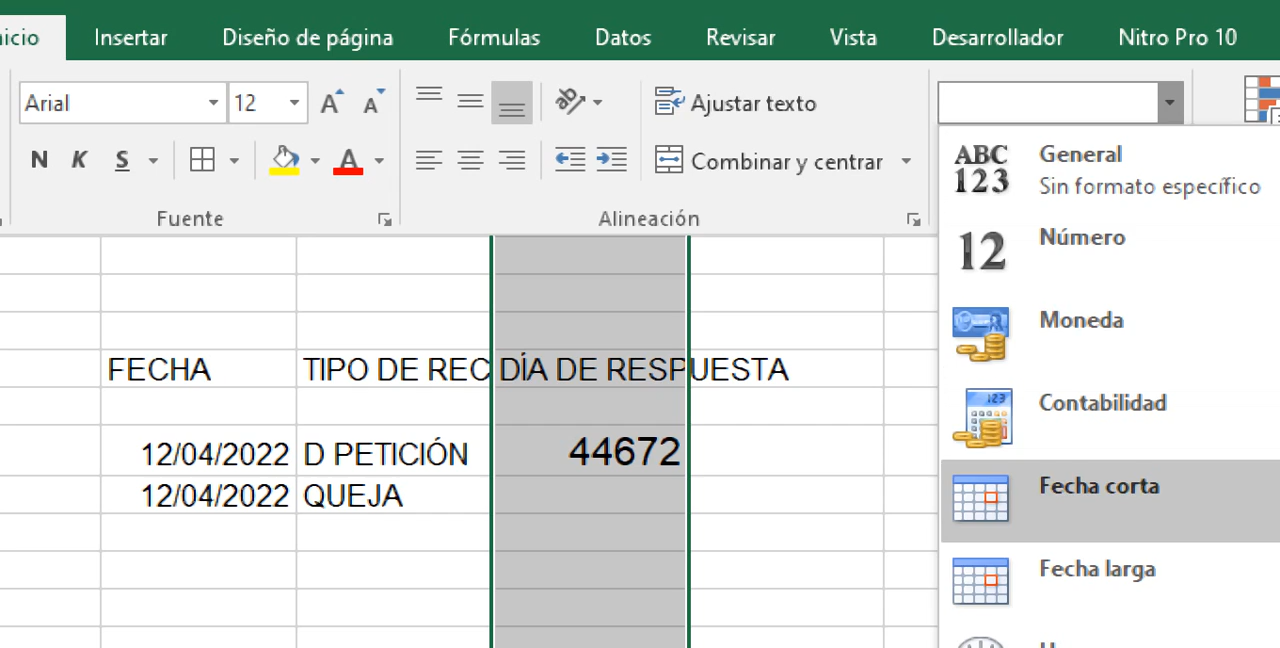 icio Insertar Diseño de página Fórmulas Datos Revisar Vista Desarrollador Nitro Pro 10
Arial 12 A A Ajustar texto
N K S A Combinar y centrar
Fuente Alineación
ABC 123 General
Sin formato específico
12 Número
Moneda
Contabilidad
Fecha corta
Fecha larga
FECHA TIPO DE REC DÍA DE RESPUESTA
12/04/2022 D PETICIÓN 44672
12/04/2022 QUEJA